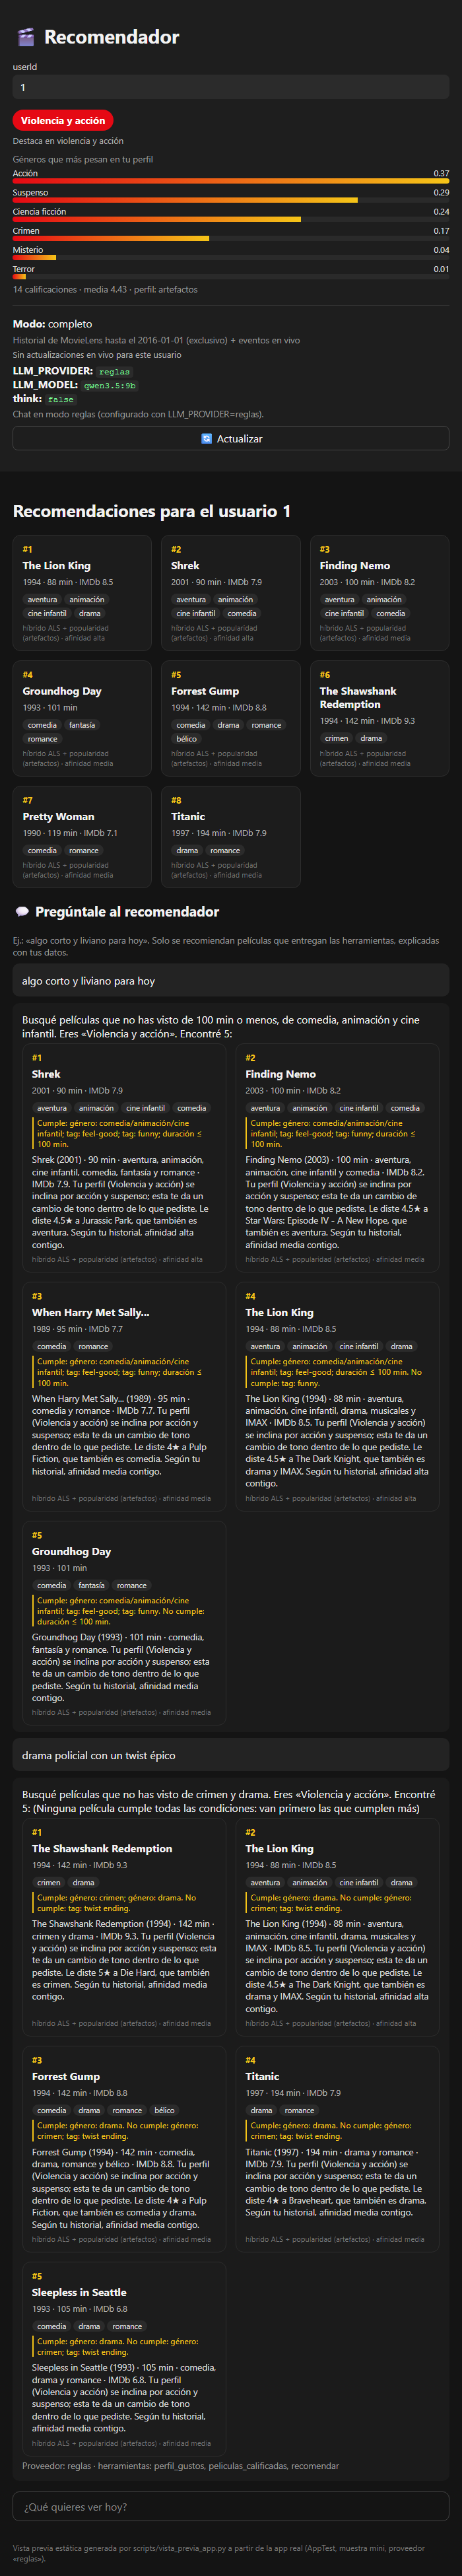 Recomendador
userId
1
Violencia y acción
Destaca en violencia y acción
Géneros que más pesan en tu perfil
Acción 0.37
Suspenso 0.29
Ciencia ficción 0.24
Crimen 0.17
Misterio 0.04
Terror 0.01
14 calificaciones · media 4.43 · perfil: artefactos
Modo: completo
Historial de MovieLens hasta el 2016-01-01 (exclusivo) + eventos en vivo
Sin actualizaciones en vivo para este usuario
LLM_PROVIDER: reglas
LLM_MODEL: qwen3.5:9b
think: false
Chat en modo reglas (configurado con LLM_PROVIDER=reglas).
Actualizar
Recomendaciones para el usuario 1
#1
The Lion King
1994 · 88 min · IMDb 8.5
aventura animación
cine infantil drama
híbrido ALS + popularidad
(artefactos) · afinidad alta
#2
Shrek
2001 · 90 min · IMDb 7.9
aventura animación
cine infantil comedia
híbrido ALS + popularidad
(artefactos) · afinidad alta
#3
Finding Nemo
2003 · 100 min · IMDb 8.2
aventura animación
cine infantil comedia
híbrido ALS + popularidad
(artefactos) · afinidad media
#4
Groundhog Day
1993 · 101 min
comedia fantasía
romance
híbrido ALS + popularidad
(artefactos) · afinidad media
#5
Forrest Gump
1994 · 142 min · IMDb 8.8
comedia drama romance
bélico
híbrido ALS + popularidad
(artefactos) · afinidad media
#6
The Shawshank
Redemption
1994 · 142 min · IMDb 9.3
crimen drama
híbrido ALS + popularidad
(artefactos) · afinidad media
#7
Pretty Woman
1990 · 119 min · IMDb 7.1
comedia romance
híbrido ALS + popularidad
(artefactos) · afinidad media
#8
Titanic
1997 · 194 min · IMDb 7.9
drama romance
híbrido ALS + popularidad
(artefactos) · afinidad media
Pregúntale al recomendador
Ej.: «algo corto y liviano para hoy». Solo se recomiendan películas que entregan las herramientas, explicadas
con tus datos.
algo corto y liviano para hoy
Busqué películas que no has visto de 100 min o menos, de comedia, animación y cine
infantil. Eres «Violencia y acción». Encontré 5:
#1
Shrek
2001 · 90 min · IMDb 7.9
aventura animación cine infantil comedia
Cumple: género: comedia/animación/cine
infantil; tag: feel-good; tag: funny; duración ≤
100 min.
Shrek (2001) · 90 min · aventura, animación,
cine infantil, comedia, fantasía y romance ·
IMDb 7.9. Tu perfil (Violencia y acción) se
inclina por acción y suspenso; esta te da un
cambio de tono dentro de lo que pediste. Le
diste 4.5★ a Jurassic Park, que también es
aventura. Según tu historial, afinidad alta
contigo.
híbrido ALS + popularidad (artefactos) · afinidad alta
#2
Finding Nemo
2003 · 100 min · IMDb 8.2
aventura animación cine infantil comedia
Cumple: género: comedia/animación/cine
infantil; tag: feel-good; tag: funny; duración ≤
100 min.
Finding Nemo (2003) · 100 min · aventura,
animación, cine infantil y comedia · IMDb 8.2.
Tu perfil (Violencia y acción) se inclina por
acción y suspenso; esta te da un cambio de
tono dentro de lo que pediste. Le diste 4.5★ a
Star Wars: Episode IV - A New Hope, que
también es aventura. Según tu historial,
afinidad media contigo.
híbrido ALS + popularidad (artefactos) · afinidad media
#3
When Harry Met Sally...
1989 · 95 min · IMDb 7.7
comedia romance
Cumple: género: comedia/animación/cine
infantil; tag: feel-good; tag: funny; duración ≤
100 min.
When Harry Met Sally... (1989) · 95 min ·
comedia y romance · IMDb 7.7. Tu perfil
(Violencia y acción) se inclina por acción y
suspenso; esta te da un cambio de tono
dentro de lo que pediste. Le diste 4★ a Pulp
Fiction, que también es comedia. Según tu
historial, afinidad media contigo.
híbrido ALS + popularidad (artefactos) · afinidad media
#4
The Lion King
1994 · 88 min · IMDb 8.5
aventura animación cine infantil drama
Cumple: género: comedia/animación/cine
infantil; tag: feel-good; duración ≤ 100 min. No
cumple: tag: funny.
The Lion King (1994) · 88 min · aventura,
animación, cine infantil, drama, musicales y
IMAX · IMDb 8.5. Tu perfil (Violencia y acción)
se inclina por acción y suspenso; esta te da un
cambio de tono dentro de lo que pediste. Le
diste 4.5★ a The Dark Knight, que también es
drama y IMAX. Según tu historial, afinidad alta
contigo.
híbrido ALS + popularidad (artefactos) · afinidad alta
#5
Groundhog Day
1993 · 101 min
comedia fantasía romance
Cumple: género: comedia/animación/cine
infantil; tag: feel-good; tag: funny. No cumple:
duración ≤ 100 min.
Groundhog Day (1993) · 101 min · comedia,
fantasía y romance. Tu perfil (Violencia y
acción) se inclina por acción y suspenso; esta
te da un cambio de tono dentro de lo que
pediste. Según tu historial, afinidad media
contigo.
híbrido ALS + popularidad (artefactos) · afinidad media
drama policial con un twist épico
Busqué películas que no has visto de crimen y drama. Eres «Violencia y acción». Encontré
5: (Ninguna película cumple todas las condiciones: van primero las que cumplen más)
#1
The Shawshank Redemption
1994 · 142 min · IMDb 9.3
crimen drama
Cumple: género: crimen; género: drama. No
cumple: tag: twist ending.
The Shawshank Redemption (1994) · 142 min ·
crimen y drama · IMDb 9.3. Tu perfil (Violencia
y acción) se inclina por acción y suspenso; esta
te da un cambio de tono dentro de lo que
pediste. Le diste 5★ a Die Hard, que también
es crimen. Según tu historial, afinidad media
contigo.
híbrido ALS + popularidad (artefactos) · afinidad media
#2
The Lion King
1994 · 88 min · IMDb 8.5
aventura animación cine infantil drama
Cumple: género: drama. No cumple: género:
crimen; tag: twist ending.
The Lion King (1994) · 88 min · aventura,
animación, cine infantil, drama, musicales y
IMAX · IMDb 8.5. Tu perfil (Violencia y acción)
se inclina por acción y suspenso; esta te da un
cambio de tono dentro de lo que pediste. Le
diste 4.5★ a The Dark Knight, que también es
drama y IMAX. Según tu historial, afinidad alta
contigo.
híbrido ALS + popularidad (artefactos) · afinidad alta
#3
Forrest Gump
1994 · 142 min · IMDb 8.8
comedia drama romance bélico
Cumple: género: drama. No cumple: género:
crimen; tag: twist ending.
Forrest Gump (1994) · 142 min · comedia,
drama, romance y bélico · IMDb 8.8. Tu perfil
(Violencia y acción) se inclina por acción y
suspenso; esta te da un cambio de tono
dentro de lo que pediste. Le diste 4★ a Pulp
Fiction, que también es comedia y drama.
Según tu historial, afinidad media contigo.
híbrido ALS + popularidad (artefactos) · afinidad media
#4
Titanic
1997 · 194 min · IMDb 7.9
drama romance
Cumple: género: drama. No cumple: género:
crimen; tag: twist ending.
Titanic (1997) · 194 min · drama y romance ·
IMDb 7.9. Tu perfil (Violencia y acción) se
inclina por acción y suspenso; esta te da un
cambio de tono dentro de lo que pediste. Le
diste 4★ a Braveheart, que también es drama.
Según tu historial, afinidad media contigo.
híbrido ALS + popularidad (artefactos) · afinidad media
#5
Sleepless in Seattle
1993 · 105 min · IMDb 6.8
comedia drama romance
Cumple: género: drama. No cumple: género:
crimen; tag: twist ending.
Sleepless in Seattle (1993) · 105 min · comedia,
drama y romance · IMDb 6.8. Tu perfil
(Violencia y acción) se inclina por acción y
suspenso; esta te da un cambio de tono
dentro de lo que pediste. Según tu historial,
afinidad media contigo.
híbrido ALS + popularidad (artefactos) · afinidad media
Proveedor: reglas · herramientas: perfil_gustos, peliculas_calificadas, recomendar
¿Qué quieres ver hoy?
Vista previa estática generada por scripts/vista_previa_app.py a partir de la app real (AppTest, muestra mini, proveedor
«reglas»).